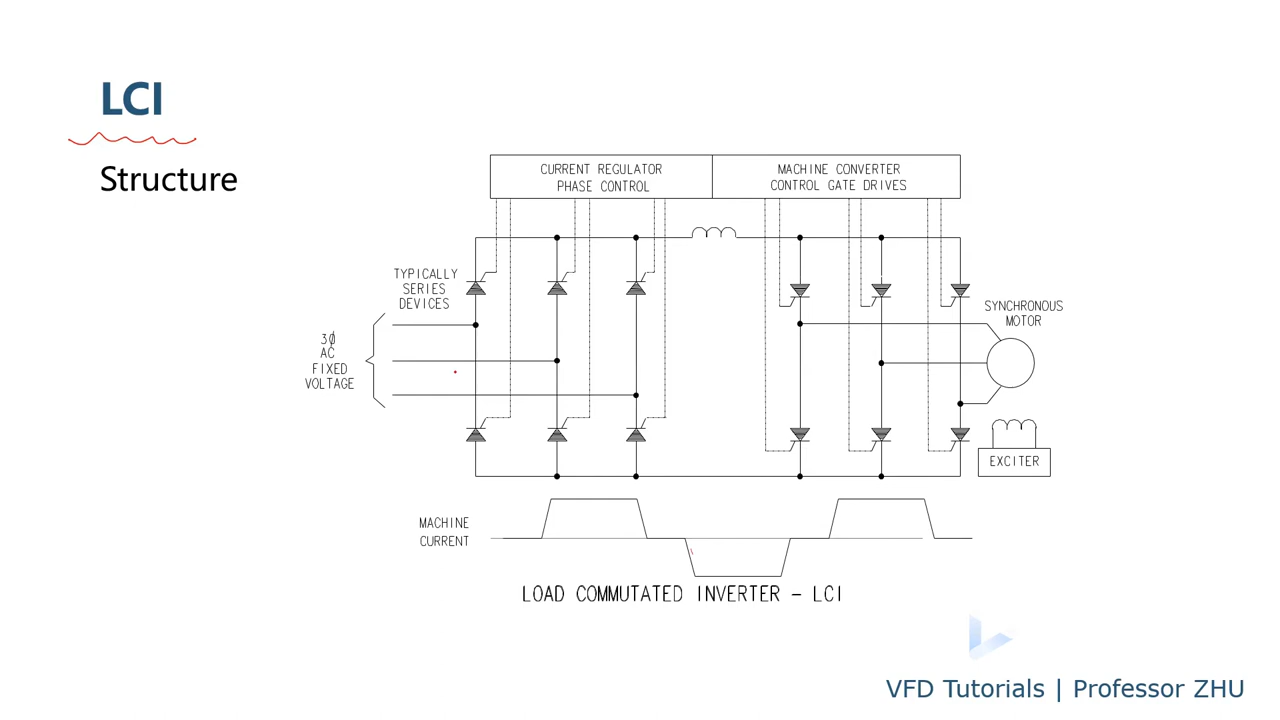 LCI
Structure
CURRENT REGULATOR
PHASE CONTROL
MACHINE CONVERTER
CONTROL GATE DRIVES
TYPICALLY
SERIES
DEVICES
3∅
AC
FIXED
VOLTAGE
SYNCHRONOUS
MOTOR
EXCITER
MACHINE
CURRENT
LOAD COMMUTATED INVERTER – LCI
VFD Tutorials | Professor ZHU